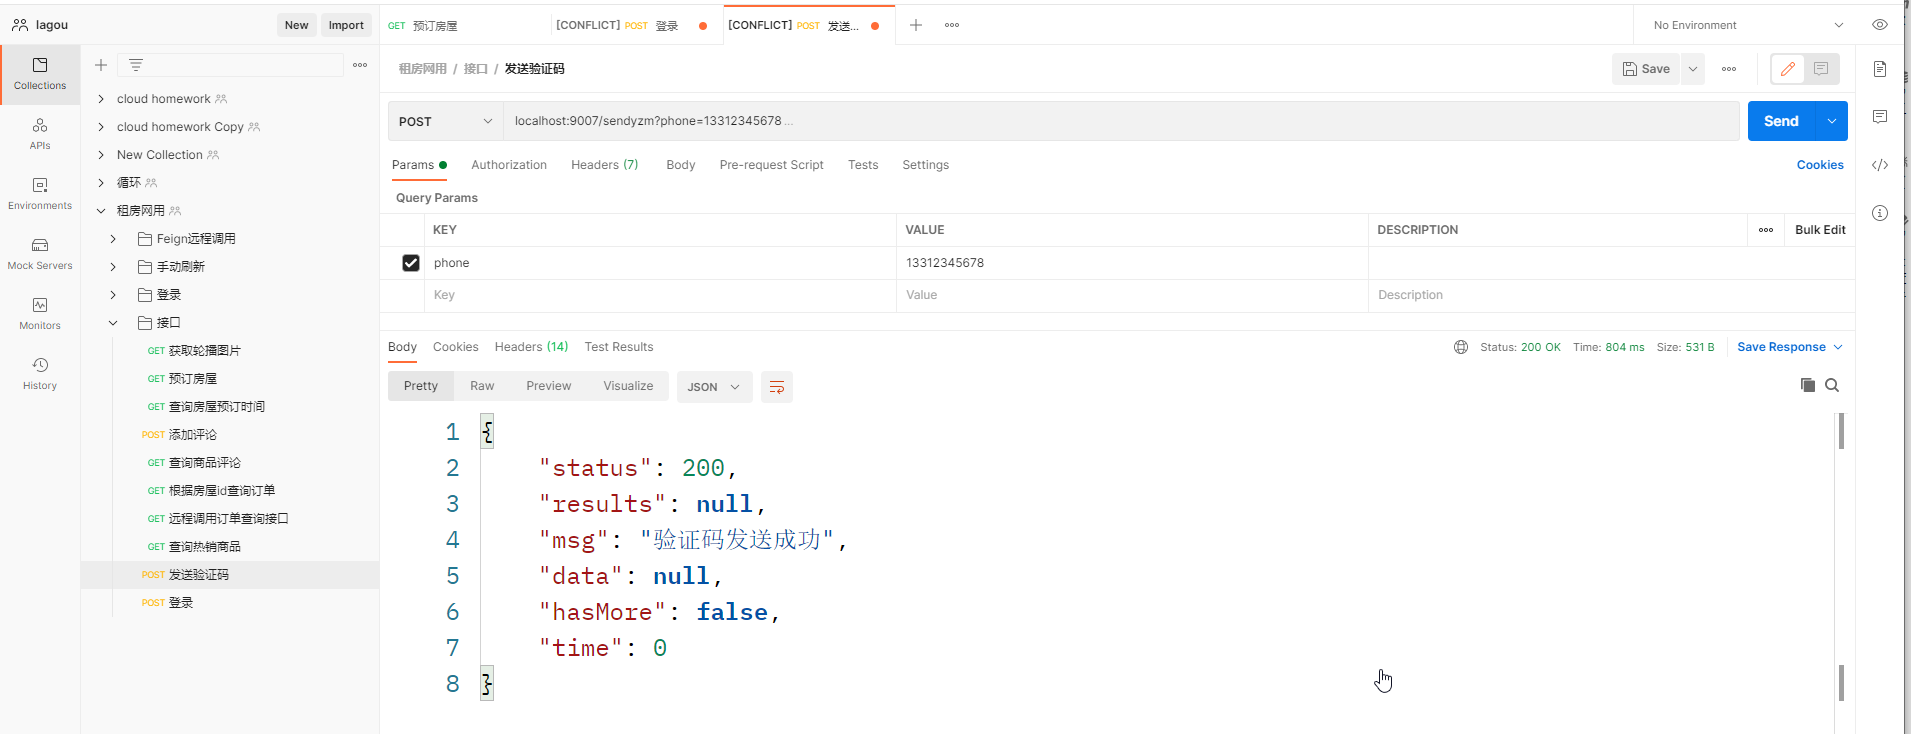 lagou
New
Import
GET 预订房屋
[CONFLICT] POST 登录
[CONFLICT] POST 发送...
No Environment
Collections
APIs
Environments
Mock Servers
Monitors
History
cloud homework
cloud homework Copy
New Collection
循环
租房网用
Feign远程调用
手动刷新
登录
接口
GET 获取轮播图片
GET 预订房屋
GET 查询房屋预订时间
POST 添加评论
GET 查询商品评论
GET 根据房屋id查询订单
GET 远程调用订单查询接口
GET 查询热销商品
POST 发送验证码
POST 登录
租房网用 / 接口 / 发送验证码
Save
POST
localhost:9007/sendyzm?phone=13312345678 ...
Send
Params
Authorization
Headers (7)
Body
Pre-request Script
Tests
Settings
Cookies
Query Params
KEY
VALUE
DESCRIPTION
Bulk Edit
phone
13312345678
Key
Value
Description
Body
Cookies
Headers (14)
Test Results
Status: 200 OK
Time: 804 ms
Size: 531 B
Save Response
Pretty
Raw
Preview
Visualize
JSON
1 {
2 "status": 200,
3 "results": null,
4 "msg": "验证码发送成功",
5 "data": null,
6 "hasMore": false,
7 "time": 0
8 }